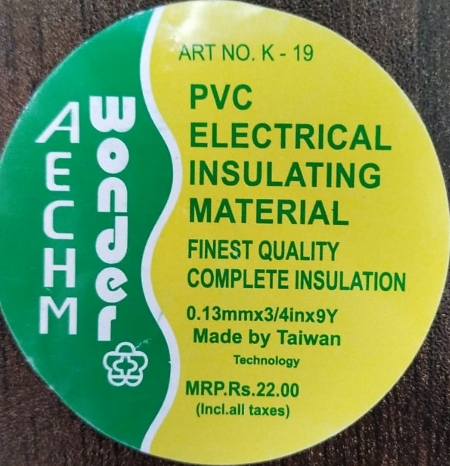 AECHM
wonder
ART NO. K - 19
PVC
ELECTRICAL
INSULATING
MATERIAL
FINEST QUALITY
COMPLETE INSULATION
0.13mmx3/4inx9Y
Made by Taiwan
Technology
MRP.Rs.22.00
(Incl.all taxes)